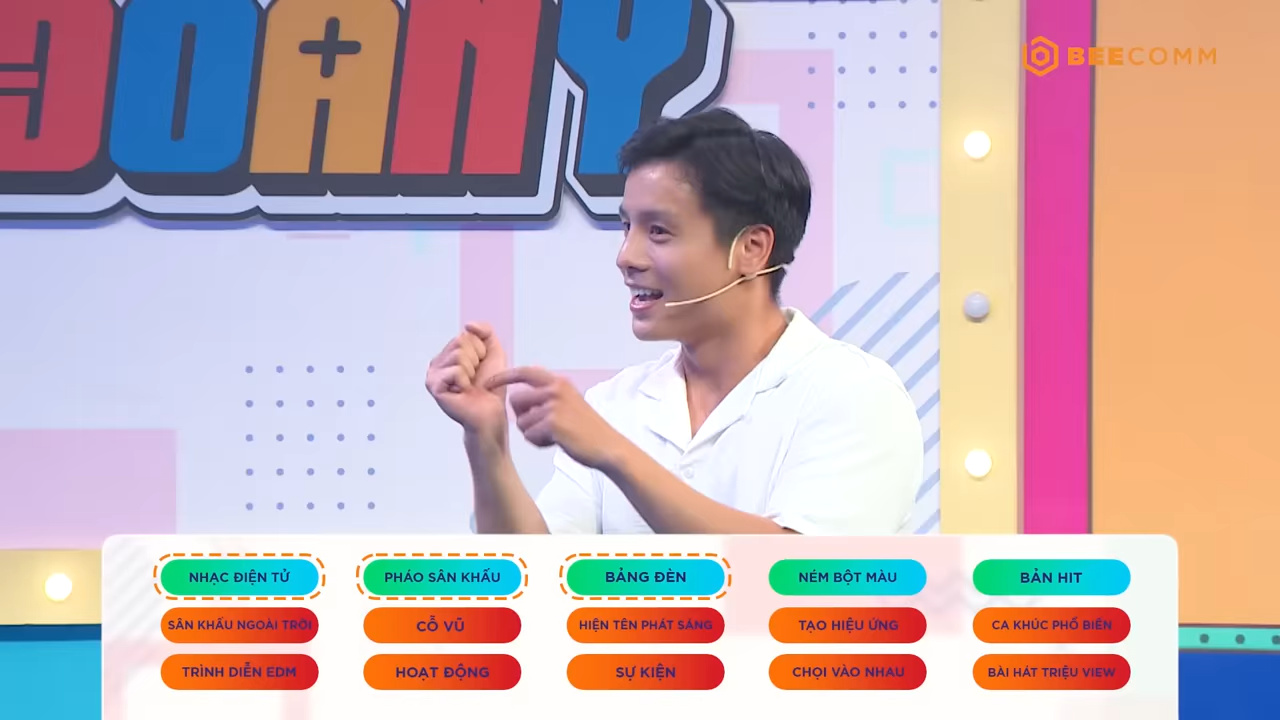 OANY
BEECOMM
NHẠC ĐIỆN TỬ
PHÁO SÂN KHẤU
BẢNG ĐÈN
NÉM BỘT MÀU
BẢN HIT
SÂN KHẤU NGOÀI TRỜI
CỖ VŨ
HIỆN TÊN PHÁT SÁNG
TẠO HIỆU ỨNG
CA KHÚC PHỔ BIẾN
TRÌNH DIỄN EDM
HOẠT ĐỘNG
SỰ KIỆN
CHỌI VÀO NHAU
BÀI HÁT TRIỆU VIEW